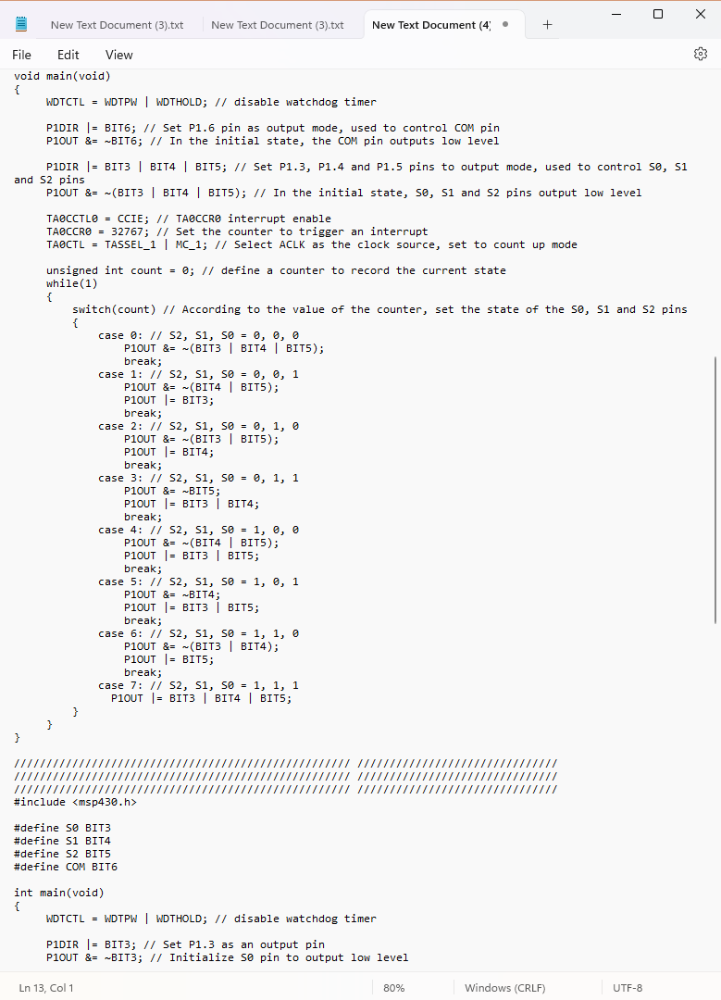 New Text Document (3).txt New Text Document (3).txt New Text Document (4)
File Edit View
void main(void)
{
     WDTCTL = WDTPW | WDTHOLD; // disable watchdog timer

     P1DIR |= BIT6; // Set P1.6 pin as output mode, used to control COM pin
     P1OUT &= ~BIT6; // In the initial state, the COM pin outputs low level

     P1DIR |= BIT3 | BIT4 | BIT5; // Set P1.3, P1.4 and P1.5 pins to output mode, used to control S0, S1
and S2 pins
     P1OUT &= ~(BIT3 | BIT4 | BIT5); // In the initial state, S0, S1 and S2 pins output low level

     TA0CCTL0 = CCIE; // TA0CCR0 interrupt enable
     TA0CCR0 = 32767; // Set the counter to trigger an interrupt
     TA0CTL = TASSEL_1 | MC_1; // Select ACLK as the clock source, set to count up mode

     unsigned int count = 0; // define a counter to record the current state
     while(1)
     {
         switch(count) // According to the value of the counter, set the state of the S0, S1 and S2 pins
         {
             case 0: // S2, S1, S0 = 0, 0, 0
                 P1OUT &= ~(BIT3 | BIT4 | BIT5);
                 break;
             case 1: // S2, S1, S0 = 0, 0, 1
                 P1OUT &= ~(BIT4 | BIT5);
                 P1OUT |= BIT3;
                 break;
             case 2: // S2, S1, S0 = 0, 1, 0
                 P1OUT &= ~(BIT3 | BIT5);
                 P1OUT |= BIT4;
                 break;
             case 3: // S2, S1, S0 = 0, 1, 1
                 P1OUT &= ~BIT5;
                 P1OUT |= BIT3 | BIT4;
                 break;
             case 4: // S2, S1, S0 = 1, 0, 0
                 P1OUT &= ~(BIT4 | BIT5);
                 P1OUT |= BIT3 | BIT5;
                 break;
             case 5: // S2, S1, S0 = 1, 0, 1
                 P1OUT &= ~BIT4;
                 P1OUT |= BIT3 | BIT5;
                 break;
             case 6: // S2, S1, S0 = 1, 1, 0
                 P1OUT &= ~(BIT3 | BIT4);
                 P1OUT |= BIT5;
                 break;
             case 7: // S2, S1, S0 = 1, 1, 1
               P1OUT |= BIT3 | BIT4 | BIT5;
         }
     }
}

//////////////////////////////////////////////////// ///////////////////////////////
//////////////////////////////////////////////////// ///////////////////////////////
//////////////////////////////////////////////////// ///////////////////////////////
#include <msp430.h>

#define S0 BIT3
#define S1 BIT4
#define S2 BIT5
#define COM BIT6

int main(void)
{
     WDTCTL = WDTPW | WDTHOLD; // disable watchdog timer

     P1DIR |= BIT3; // Set P1.3 as an output pin
     P1OUT &= ~BIT3; // Initialize S0 pin to output low level
Ln 13, Col 1 80% Windows (CRLF) UTF-8